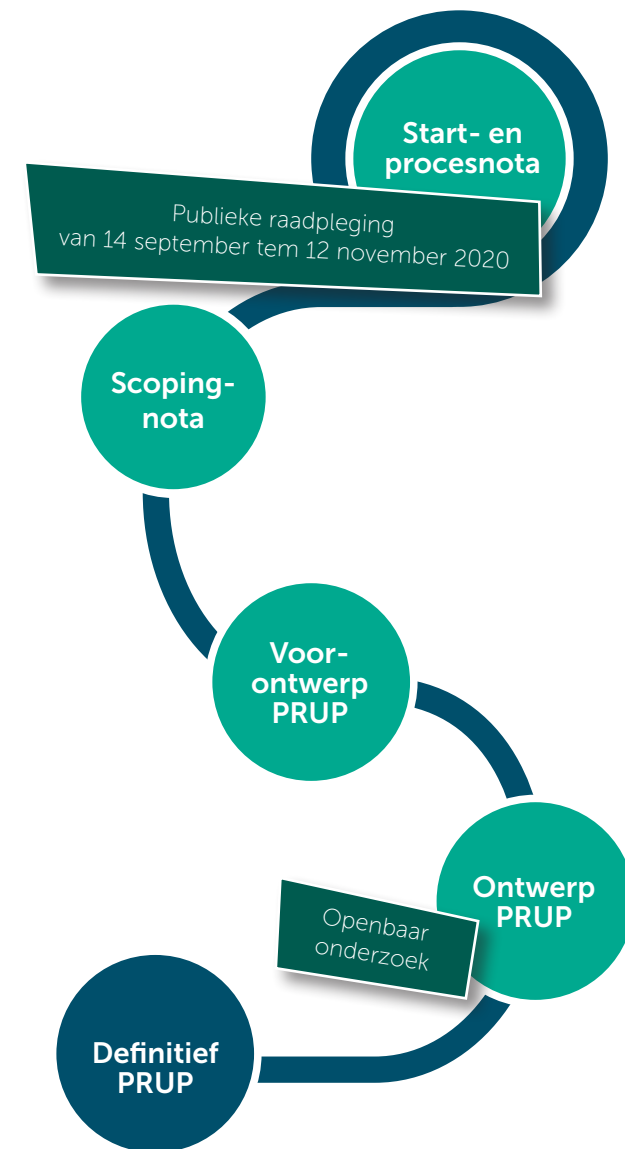 Start- en
procesnota
Publieke raadpleging
van 14 september tem 12 november 2020
Scoping-
nota
Voor-
ontwerp
PRUP
Ontwerp
PRUP
Openbaar
onderzoek
Definitief
PRUP